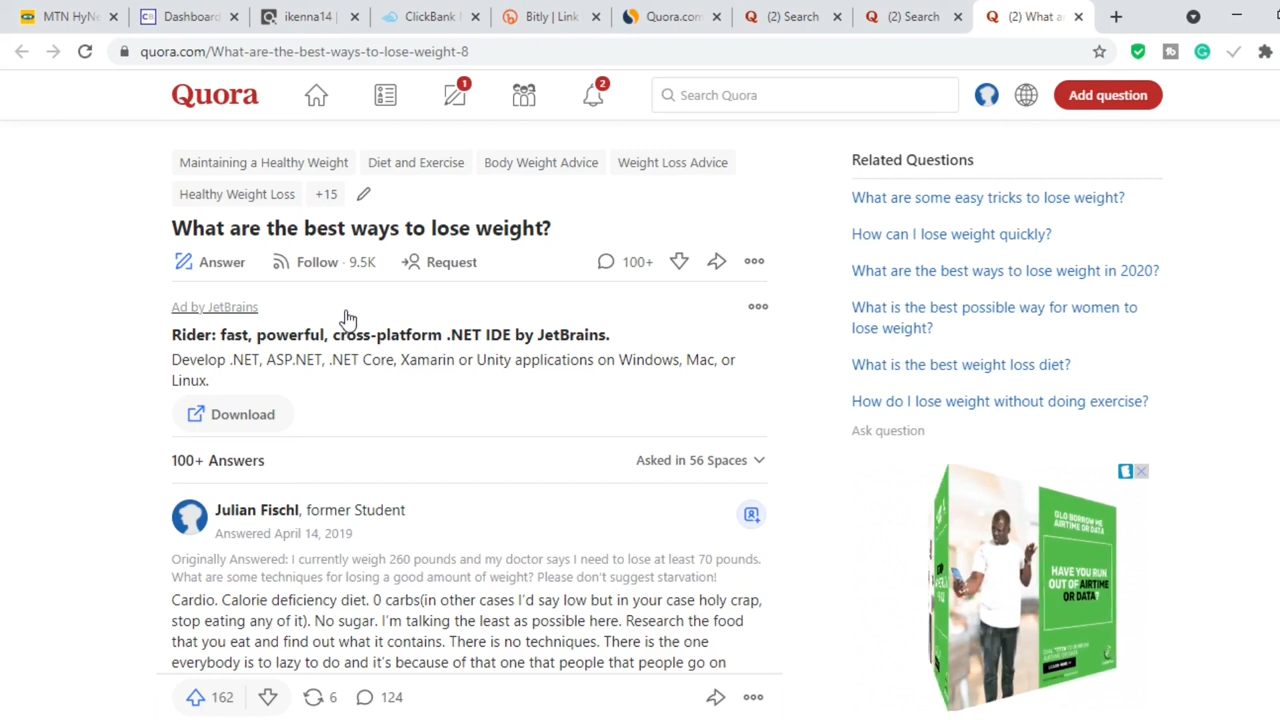 MTN HyNe
Dashboard
ikenna14
ClickBank
Bitly | Link
Quora.com
(2) Search
(2) Search
(2) What a
quora.com/What-are-the-best-ways-to-lose-weight-8
Quora
1
2
Search Quora
Add question
Maintaining a Healthy Weight
Diet and Exercise
Body Weight Advice
Weight Loss Advice
Healthy Weight Loss
+15
What are the best ways to lose weight?
Answer
Follow · 9.5K
Request
100+
Ad by JetBrains
Rider: fast, powerful, cross-platform .NET IDE by JetBrains.
Develop .NET, ASP.NET, .NET Core, Xamarin or Unity applications on Windows, Mac, or
Linux.
Download
100+ Answers
Asked in 56 Spaces
Julian Fischl, former Student
Answered April 14, 2019
Originally Answered: I currently weigh 260 pounds and my doctor says I need to lose at least 70 pounds.
What are some techniques for losing a good amount of weight? Please don't suggest starvation!
Cardio. Calorie deficiency diet. 0 carbs(in other cases I'd say low but in your case holy crap,
stop eating any of it). No sugar. I'm talking the least as possible here. Research the food
that you eat and find out what it contains. There is no techniques. There is the one
everybody is to lazy to do and it's because of that one that people that people go on
162
6
124
Related Questions
What are some easy tricks to lose weight?
How can I lose weight quickly?
What are the best ways to lose weight in 2020?
What is the best possible way for women to
lose weight?
What is the best weight loss diet?
How do I lose weight without doing exercise?
Ask question
GLO BORROW ME
AIRTIME OR DATA
HAVE YOU RUN
OUT OF AIRTIME
OR DATA?